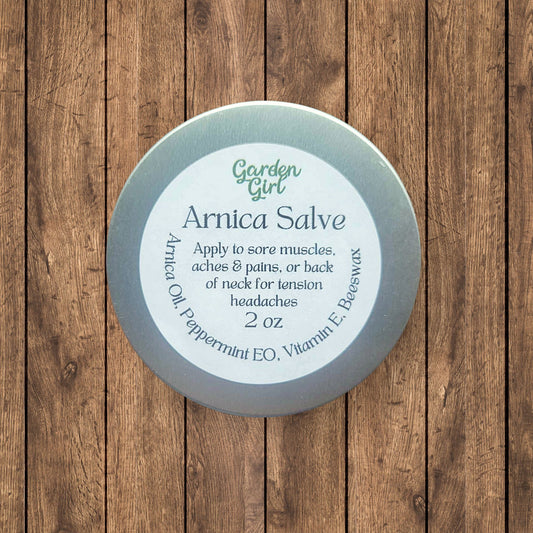 Garden
Girl
Arnica Salve
Apply to sore muscles,
aches & pains, or back
of neck for tension
headaches
2 oz
Arnica Oil, Peppermint EO, Vitamin E, Beeswax